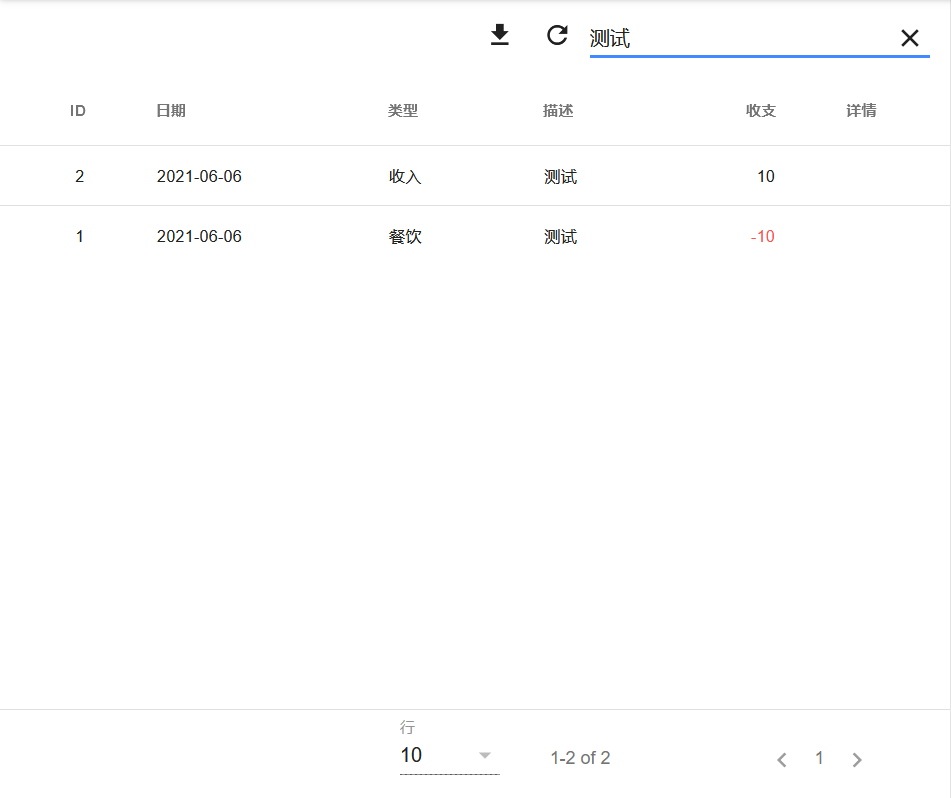 测试
ID 日期 类型 描述 收支 详情
2 2021-06-06 收入 测试 10
1 2021-06-06 餐饮 测试 -10
行
10 1-2 of 2 1